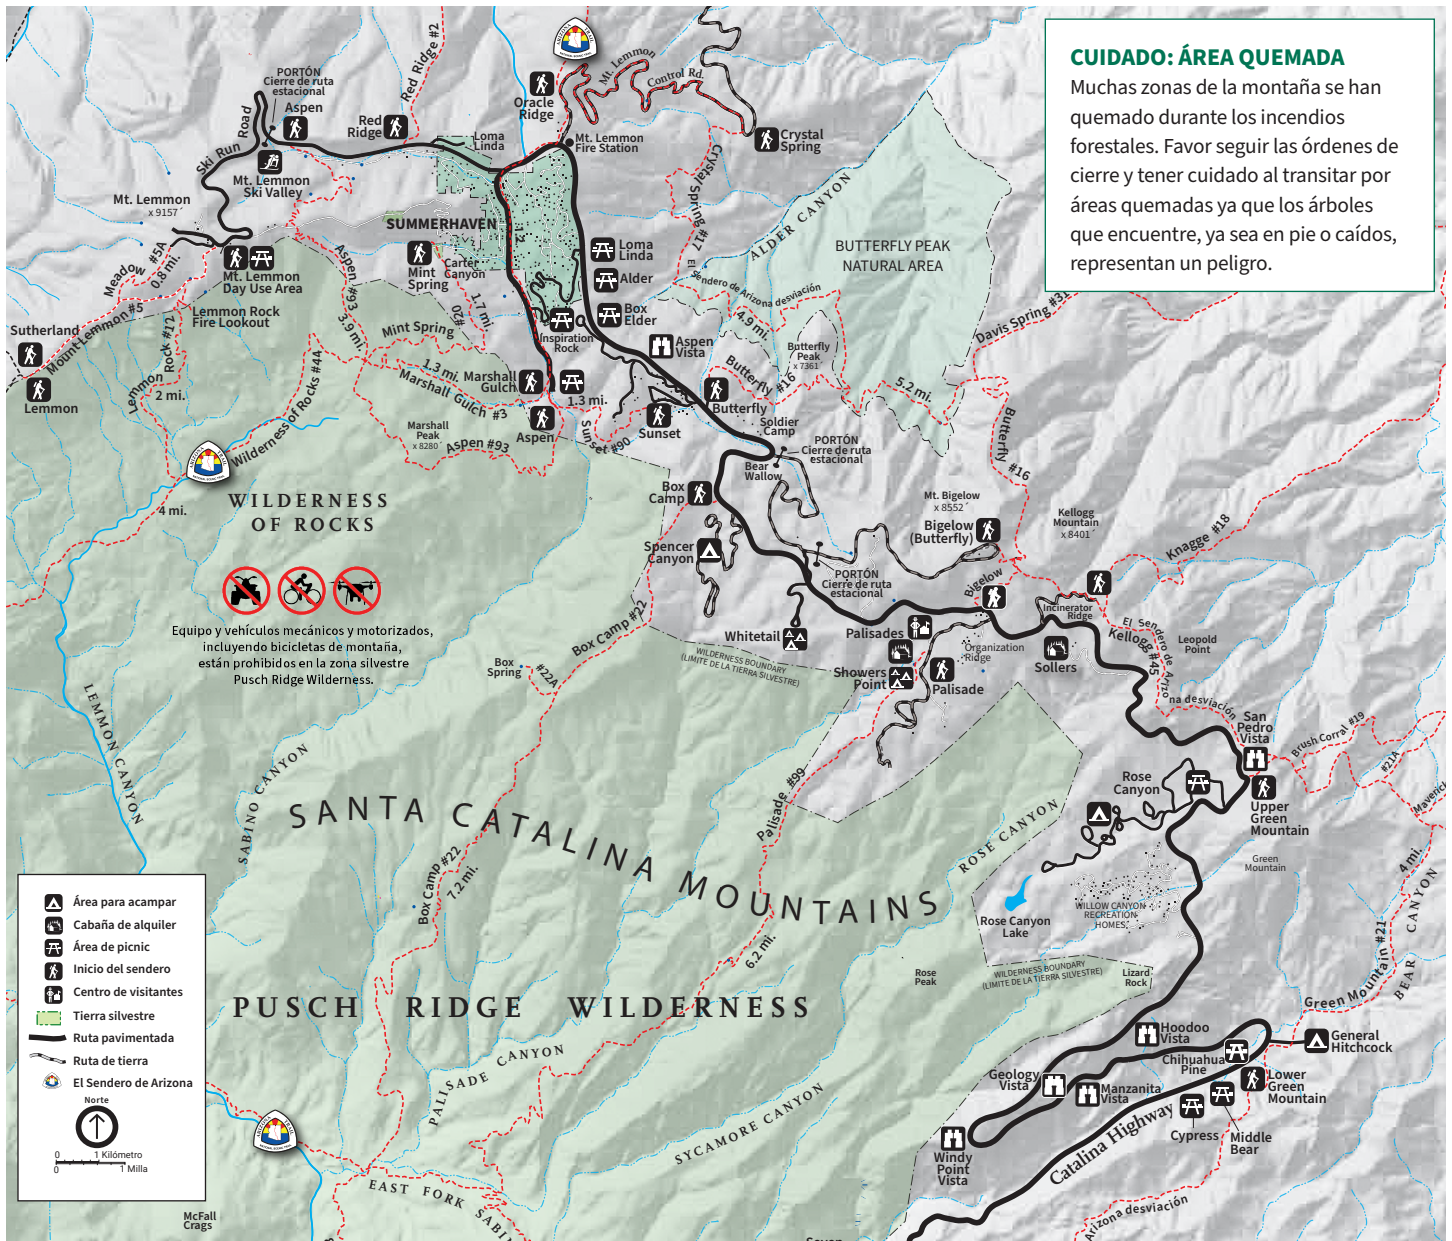 CUIDADO: ÁREA QUEMADA
Muchas zonas de la montaña se han
quemado durante los incendios
forestales. Favor seguir las órdenes de
cierre y tener cuidado al transitar por
áreas quemadas ya que los árboles
que encuentre, ya sea en pie o caídos,
representan un peligro.
PORTÓN
Cierre de ruta
estacional
Aspen
Red Ridge #2
Red
Ridge
Ski Run Road
Mt. Lemmon
Ski Valley
Loma
Linda
Oracle
Ridge
Mt. Lemmon
Control Rd.
Mt. Lemmon
Fire Station
Crystal
Spring
Crystal Spring #17
Mt. Lemmon
x 9157
SUMMERHAVEN
Meadow #5A
0.8 mi.
Mt. Lemmon
Day Use Area
Lemmon Rock
Fire Lookout
Mount-Lemmon #5
Sutherland
Lemmon
Lemmon Rock #12
2 mi.
Aspen #93
3.9 mi.
Mint
Spring
Carter
Canyon
#20
1.7 mi.
Mint Spring
1.3 mi.
Marshall
Gulch
Marshall Gulch #3
Wilderness of Rocks #44
Marshall
Peak
x 8280
Aspen #93
Aspen
1.3 mi.
Sunset #90
Sunset
Loma
Linda
Alder
Box
Elder
Inspiration
Rock
Aspen
Vista
ALDER CANYON
BUTTERFLY PEAK
NATURAL AREA
El Sendero de Arizona desviación
4.9 mi.
Butterfly
Peak
x 7361
Butterfly #16
Butterfly
5.2 mi.
Davis Spring #31
Soldier
Camp
PORTÓN
Cierre de ruta
estacional
Bear
Wallow
Butterfly #16
Box
Camp
Spencer
Canyon
Mt. Bigelow
x 8552
Bigelow
(Butterfly)
Kellogg
Mountain
x 8401
Knagge #18
PORTÓN
Cierre de ruta
estacional
Bigelow
Incinerator
Ridge
4 mi.
WILDERNESS
OF ROCKS
Equipo y vehículos mecánicos y motorizados,
incluyendo bicicletas de montaña,
están prohibidos en la zona silvestre
Pusch Ridge Wilderness.
Box Camp #22
Box
Spring
#22A
Whitetail
WILDERNESS BOUNDARY
(LIMITE DE LA TIERRA SILVESTRE)
Palisades
Showers
Point
Organization
Ridge
Palisade
Sollers
Kellogg #45
El Sendero de Arizona desviación
Leopold
Point
San
Pedro
Vista
Brush Corral #19
#21A
Maverick
Upper
Green
Mountain
Rose
Canyon
Green
Mountain
LEMMON CANYON
SABINO CANYON
SANTA CATALINA MOUNTAINS
Palisade #99
ROSE CANYON
Rose Canyon
Lake
WILLOW CANYON
RECREATION
HOMES
4 mi.
BEAR CANYON
Green Mountain #21
Box Camp #22
7.2 mi.
6.2 mi.
Rose
Peak
WILDERNESS BOUNDARY
(LIMITE DE LA TIERRA SILVESTRE)
Lizard
Rock
PUSCH RIDGE WILDERNESS
PALISADE CANYON
SYCAMORE CANYON
Hoodoo
Vista
Chihuahua
Pine
General
Hitchcock
Geology
Vista
Manzanita
Vista
Lower
Green
Mountain
Catalina Highway
Cypress
Middle
Bear
Windy
Point
Vista
Arizona desviación
EAST FORK SABIN
McFall
Crags
Área para acampar
Cabaña de alquiler
Área de picnic
Inicio del sendero
Centro de visitantes
Tierra silvestre
Ruta pavimentada
Ruta de tierra
El Sendero de Arizona
Norte
0 1 Kilómetro
0 1 Milla